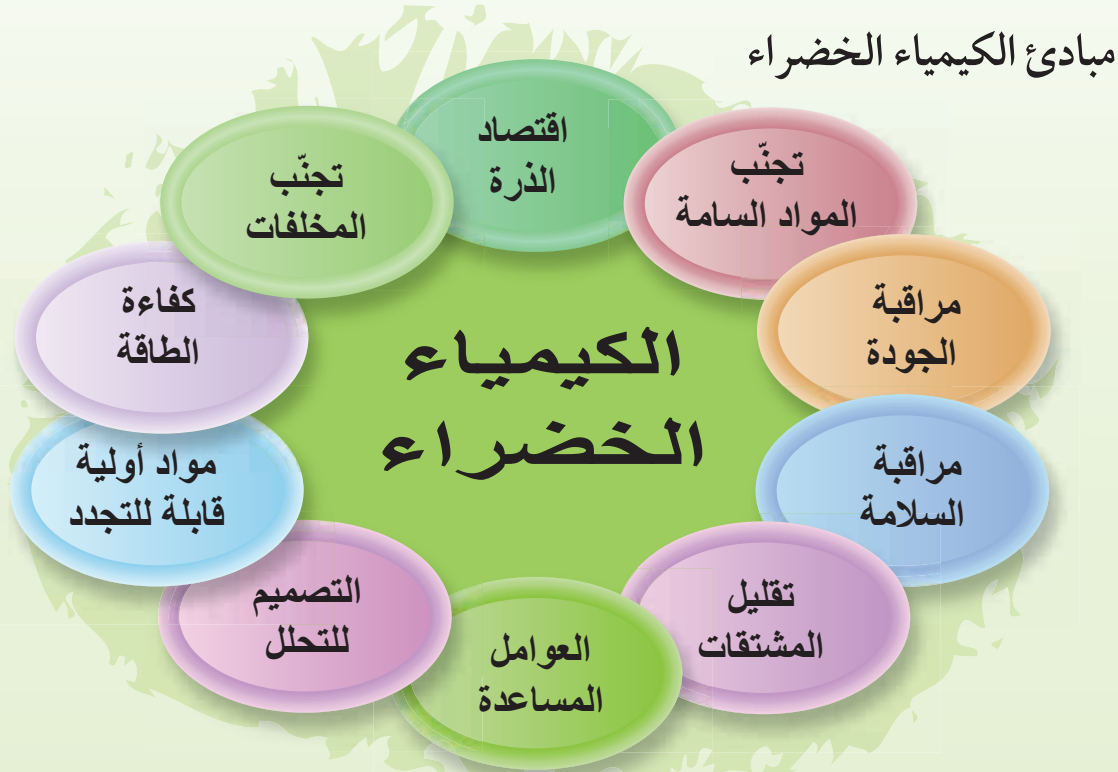 مبادئ الكيمياء الخضراء
اقتصاد
الذرة
تجنّب
المواد السامة
مراقبة
الجودة
مراقبة
السلامة
تقليل
المشتقات
العوامل
المساعدة
التصميم
للتحلل
مواد أولية
قابلة للتجدد
كفاءة
الطاقة
تجنّب
المخلفات
الكيمياء
الخضراء